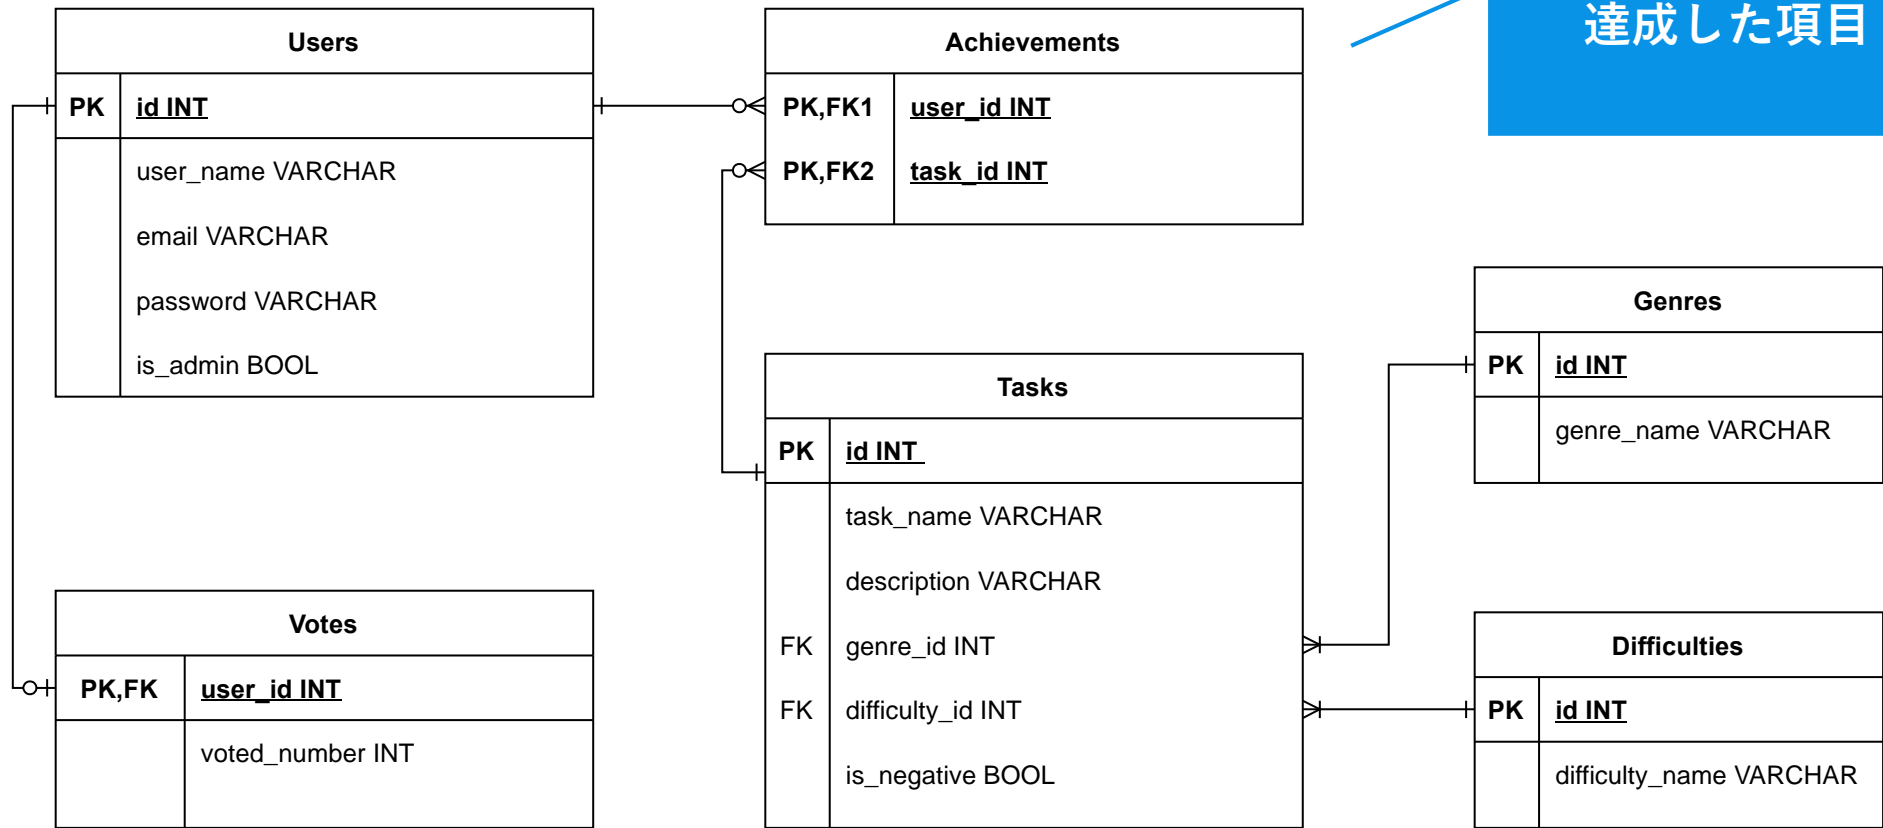 Users
PK id INT
user_name VARCHAR
email VARCHAR
password VARCHAR
is_admin BOOL
Achievements
PK,FK1 user_id INT
PK,FK2 task_id INT
達成した項目
Votes
PK,FK user_id INT
voted_number INT
Tasks
PK id INT
task_name VARCHAR
description VARCHAR
FK genre_id INT
FK difficulty_id INT
is_negative BOOL
Genres
PK id INT
genre_name VARCHAR
Difficulties
PK id INT
difficulty_name VARCHAR